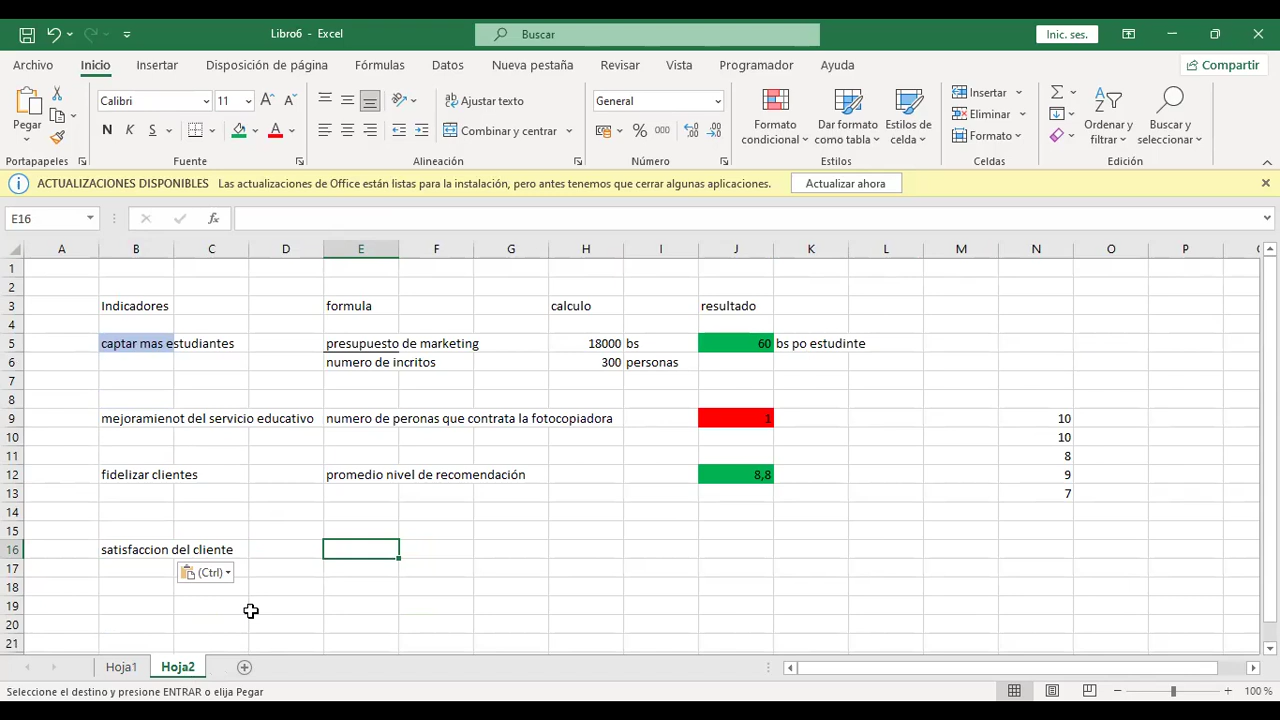 Libro6 - Excel
Buscar
Inic. ses.
Archivo Inicio Insertar Disposición de página Fórmulas Datos Nueva pestaña Revisar Vista Programador Ayuda
Compartir
Pegar
Calibri 11
N K S
Ajustar texto
Combinar y centrar
General
% 000
Formato condicional
Dar formato como tabla
Estilos de celda
Insertar
Eliminar
Formato
Ordenar y filtrar
Buscar y seleccionar
Portapapeles Fuente Alineación Número Estilos Celdas Edición
ACTUALIZACIONES DISPONIBLES Las actualizaciones de Office están listas para la instalación, pero antes tenemos que cerrar algunas aplicaciones. Actualizar ahora
E16 fx
A B C D E F G H I J K L M N O P
1
2
3 Indicadores formula calculo resultado
4
5 captar mas estudiantes presupuesto de marketing 18000 bs 60 bs po estudinte
6 numero de incritos 300 personas
7
8
9 mejoramienot del servicio educativo numero de peronas que contrata la fotocopiadora 1 10
10 10
11 8
12 fidelizar clientes promedio nivel de recomendación 8,8 9
13 7
14
15
16 satisfaccion del cliente
17 (Ctrl)
18
19
20
21
Hoja1 Hoja2
Seleccione el destino y presione ENTRAR o elija Pegar 100 %